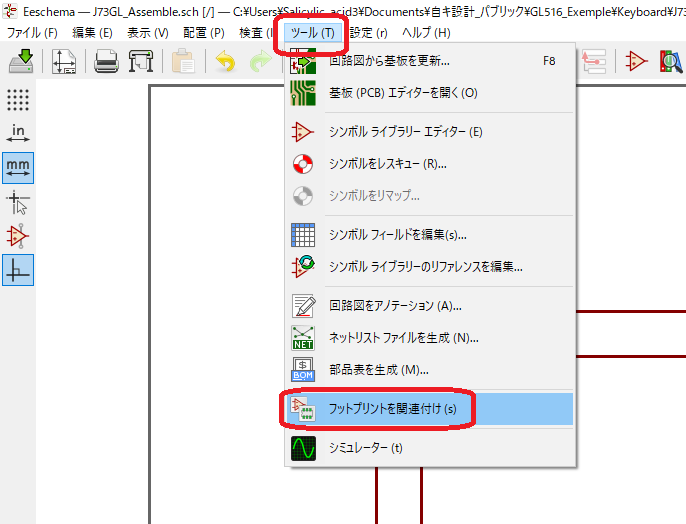 Eeschema — J73GL_Assemble.sch [/] — C:¥Users¥Salicylic_acid3¥Documents¥自キ設計_パブリック¥GL516_Exemple¥Keyboard¥J73
ファイル (F) 編集 (E) 表示 (V) 配置 (P) 検査 (I ツール (T) 設定 (r) ヘルプ (H)
回路図から基板を更新... F8
基板 (PCB) エディターを開く(O)
in
シンボル ライブラリー エディター (E)
mm
シンボルをレスキュー (R)...
シンボルをリマップ...
シンボル フィールドを編集(s)...
シンボル ライブラリーのリファレンスを編集...
回路図をアノテーション (A)...
NET ネットリスト ファイルを生成 (N)...
$
BOM 部品表を生成 (M)...
フットプリントを関連付け (s)
シミュレーター (t)